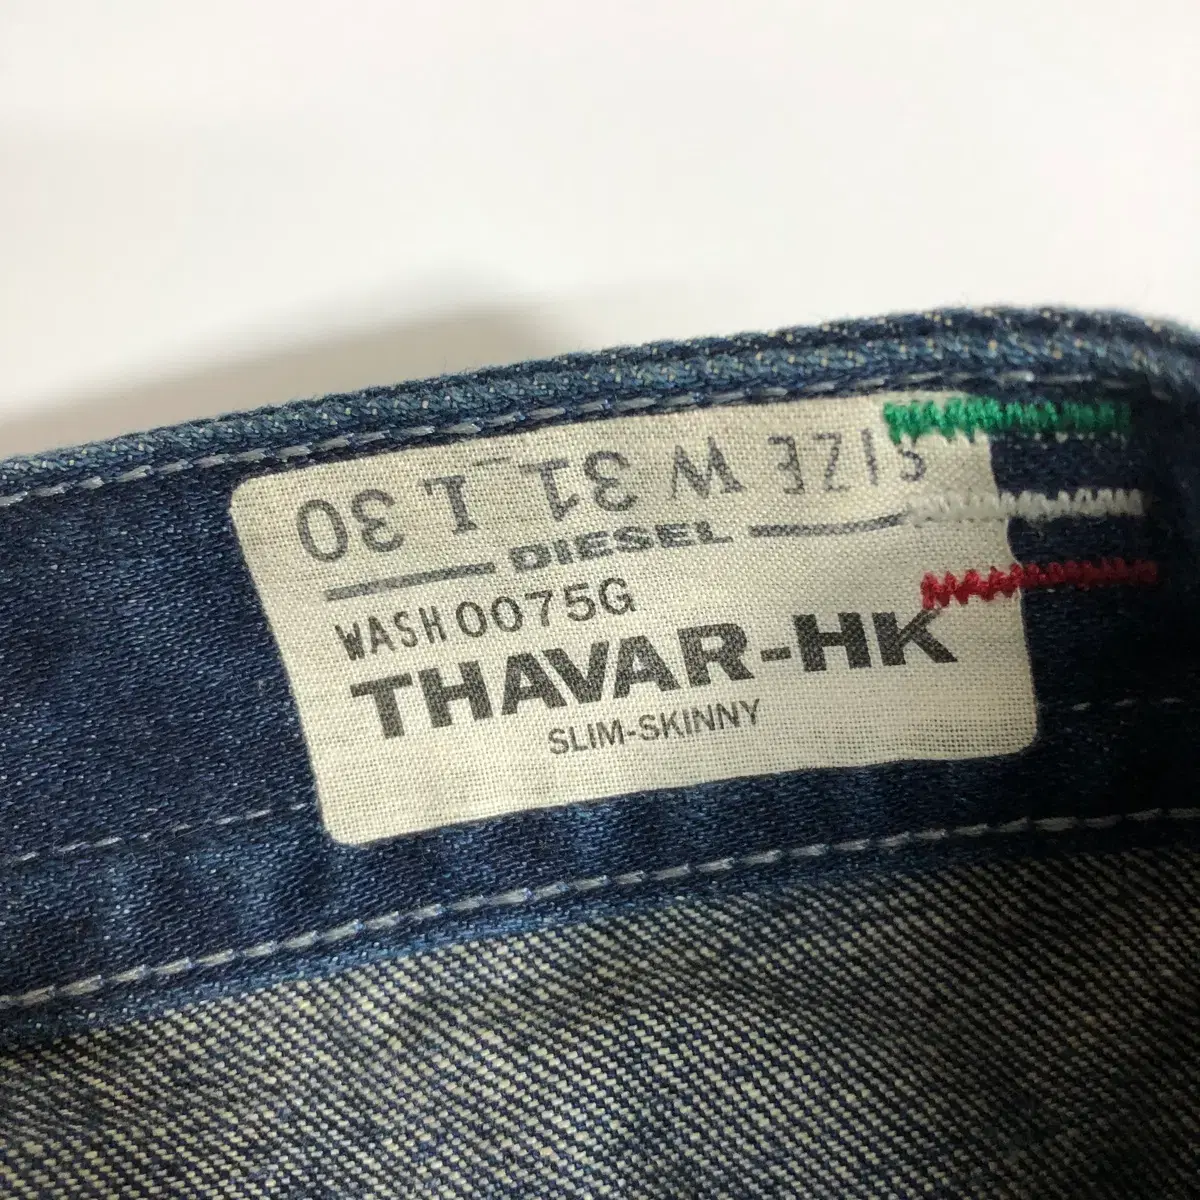 SIZE W 31 L 30
DIESEL
WASH 0075G
THAVAR-HK
SLIM-SKINNY